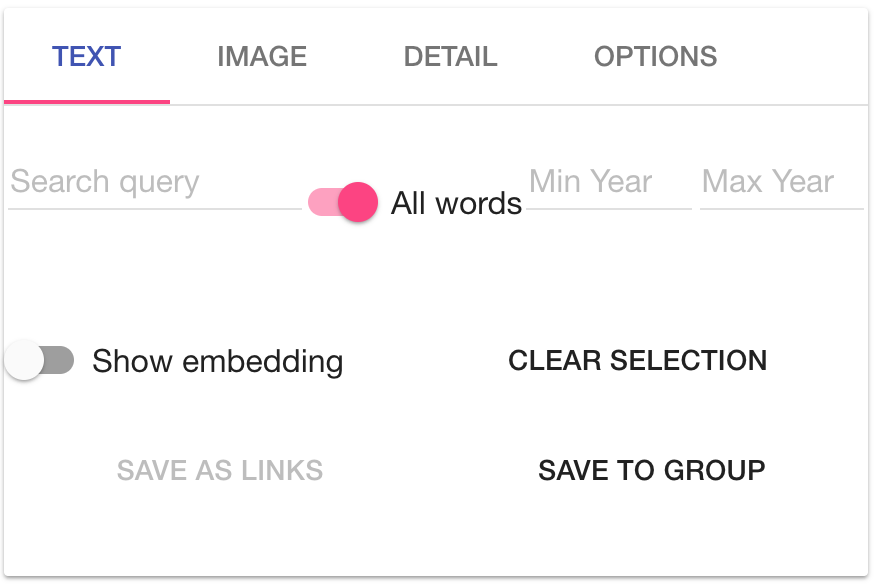 TEXT IMAGE DETAIL OPTIONS
Search query All words Min Year Max Year
Show embedding CLEAR SELECTION
SAVE AS LINKS SAVE TO GROUP